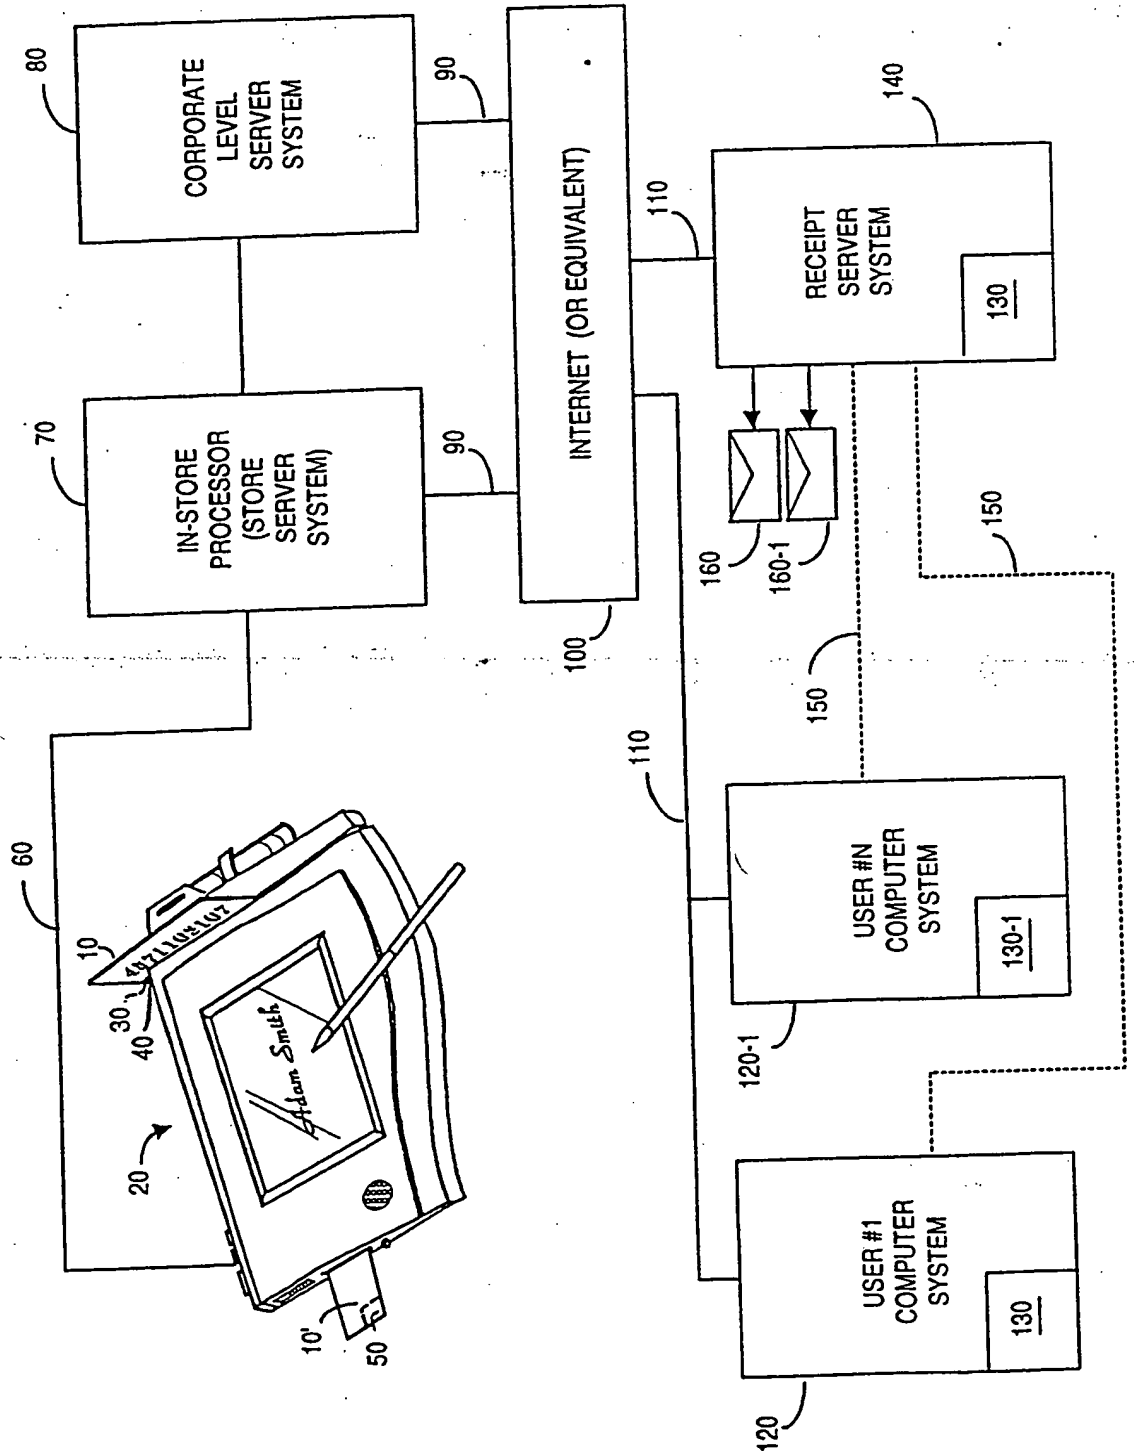 60
70
80
IN-STORE
PROCESSOR
(STORE
SERVER
SYSTEM)
CORPORATE
LEVEL
SERVER
SYSTEM
10
30
40
20
Adam Smith
10'
50
90
90
INTERNET (OR EQUIVALENT)
100
110
110
USER #1
COMPUTER
SYSTEM
130
120
USER #N
COMPUTER
SYSTEM
130-1
120-1
150
150
160
160-1
RECEIPT
SERVER
SYSTEM
130
140